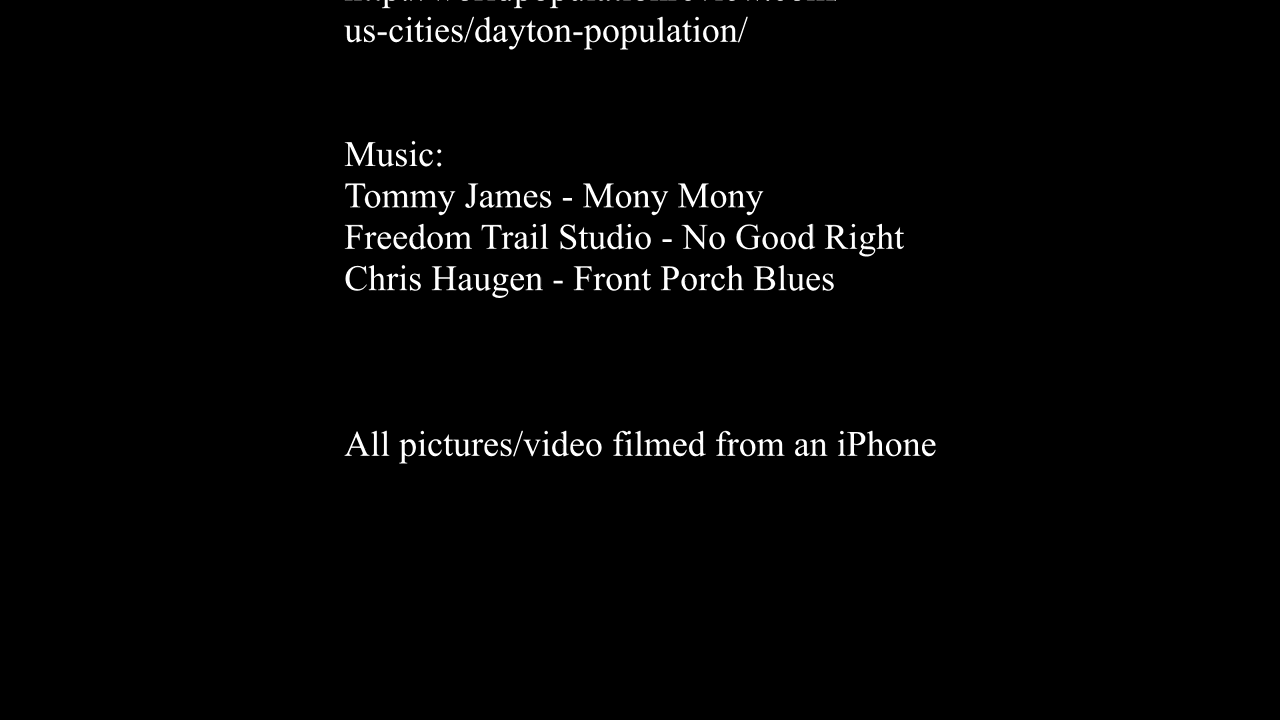 us-cities/dayton-population/
Music:
Tommy James - Mony Mony
Freedom Trail Studio - No Good Right
Chris Haugen - Front Porch Blues
All pictures/video filmed from an iPhone